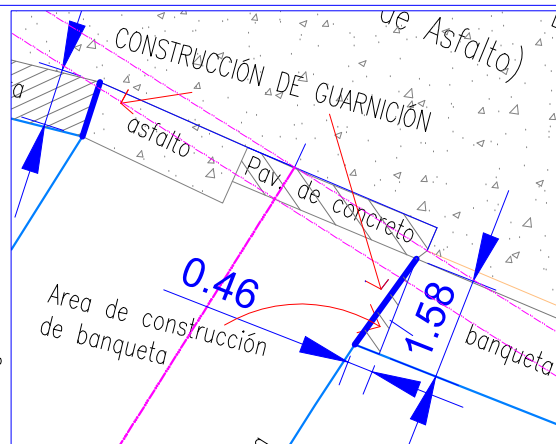 de Asfalto)
CONSTRUCCIÓN DE GUARNICIÓN
a
asfalto
Pav. de concreto
0.46
1.58
Area de construcción
de banqueta
banqueta